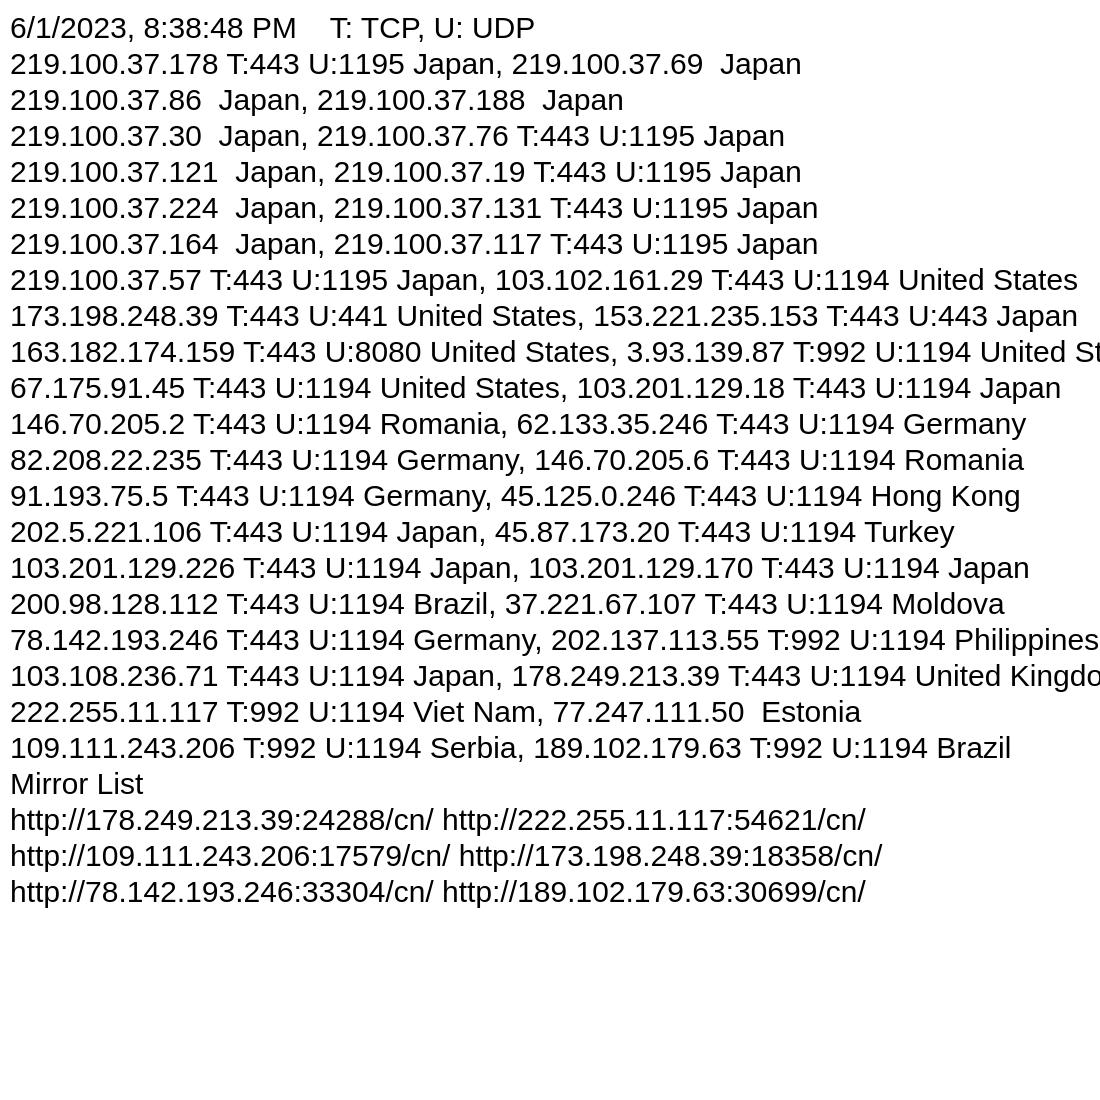 6/1/2023, 8:38:48 PM    T: TCP, U: UDP
219.100.37.178 T:443 U:1195 Japan, 219.100.37.69  Japan
219.100.37.86  Japan, 219.100.37.188  Japan
219.100.37.30  Japan, 219.100.37.76 T:443 U:1195 Japan
219.100.37.121  Japan, 219.100.37.19 T:443 U:1195 Japan
219.100.37.224  Japan, 219.100.37.131 T:443 U:1195 Japan
219.100.37.164  Japan, 219.100.37.117 T:443 U:1195 Japan
219.100.37.57 T:443 U:1195 Japan, 103.102.161.29 T:443 U:1194 United States
173.198.248.39 T:443 U:441 United States, 153.221.235.153 T:443 U:443 Japan
163.182.174.159 T:443 U:8080 United States, 3.93.139.87 T:992 U:1194 United St
67.175.91.45 T:443 U:1194 United States, 103.201.129.18 T:443 U:1194 Japan
146.70.205.2 T:443 U:1194 Romania, 62.133.35.246 T:443 U:1194 Germany
82.208.22.235 T:443 U:1194 Germany, 146.70.205.6 T:443 U:1194 Romania
91.193.75.5 T:443 U:1194 Germany, 45.125.0.246 T:443 U:1194 Hong Kong
202.5.221.106 T:443 U:1194 Japan, 45.87.173.20 T:443 U:1194 Turkey
103.201.129.226 T:443 U:1194 Japan, 103.201.129.170 T:443 U:1194 Japan
200.98.128.112 T:443 U:1194 Brazil, 37.221.67.107 T:443 U:1194 Moldova
78.142.193.246 T:443 U:1194 Germany, 202.137.113.55 T:992 U:1194 Philippines
103.108.236.71 T:443 U:1194 Japan, 178.249.213.39 T:443 U:1194 United Kingdo
222.255.11.117 T:992 U:1194 Viet Nam, 77.247.111.50  Estonia
109.111.243.206 T:992 U:1194 Serbia, 189.102.179.63 T:992 U:1194 Brazil
Mirror List
http://178.249.213.39:24288/cn/ http://222.255.11.117:54621/cn/
http://109.111.243.206:17579/cn/ http://173.198.248.39:18358/cn/
http://78.142.193.246:33304/cn/ http://189.102.179.63:30699/cn/